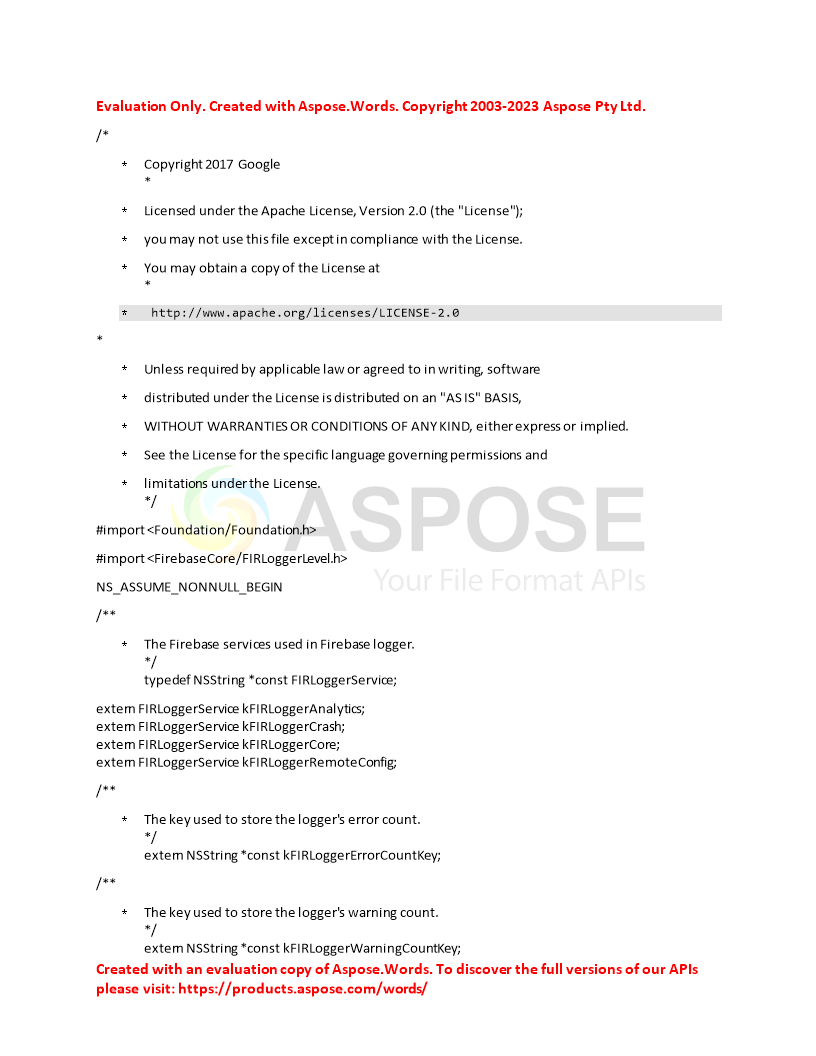 Evaluation Only. Created with Aspose.Words. Copyright 2003-2023 Aspose Pty Ltd.
/*
* Copyright 2017 Google
*
* Licensed under the Apache License, Version 2.0 (the "License");
* you may not use this file except in compliance with the License.
* You may obtain a copy of the License at
*
* http://www.apache.org/licenses/LICENSE-2.0
*
* Unless required by applicable law or agreed to in writing, software
* distributed under the License is distributed on an "AS IS" BASIS,
* WITHOUT WARRANTIES OR CONDITIONS OF ANY KIND, either express or implied.
* See the License for the specific language governing permissions and
* limitations under the License.
*/
ASPOSE
#import <Foundation/Foundation.h>
#import <FirebaseCore/FIRLoggerLevel.h>
Your File Format APIs
NS_ASSUME_NONNULL_BEGIN
/**
* The Firebase services used in Firebase logger.
*/
typedef NSString *const FIRLoggerService;
extern FIRLoggerService kFIRLoggerAnalytics;
extern FIRLoggerService kFIRLoggerCrash;
extern FIRLoggerService kFIRLoggerCore;
extern FIRLoggerService kFIRLoggerRemoteConfig;
/**
* The key used to store the logger's error count.
*/
extern NSString *const kFIRLoggerErrorCountKey;
/**
* The key used to store the logger's warning count.
*/
extern NSString *const kFIRLoggerWarningCountKey;
Created with an evaluation copy of Aspose.Words. To discover the full versions of our APIs
please visit: https://products.aspose.com/words/